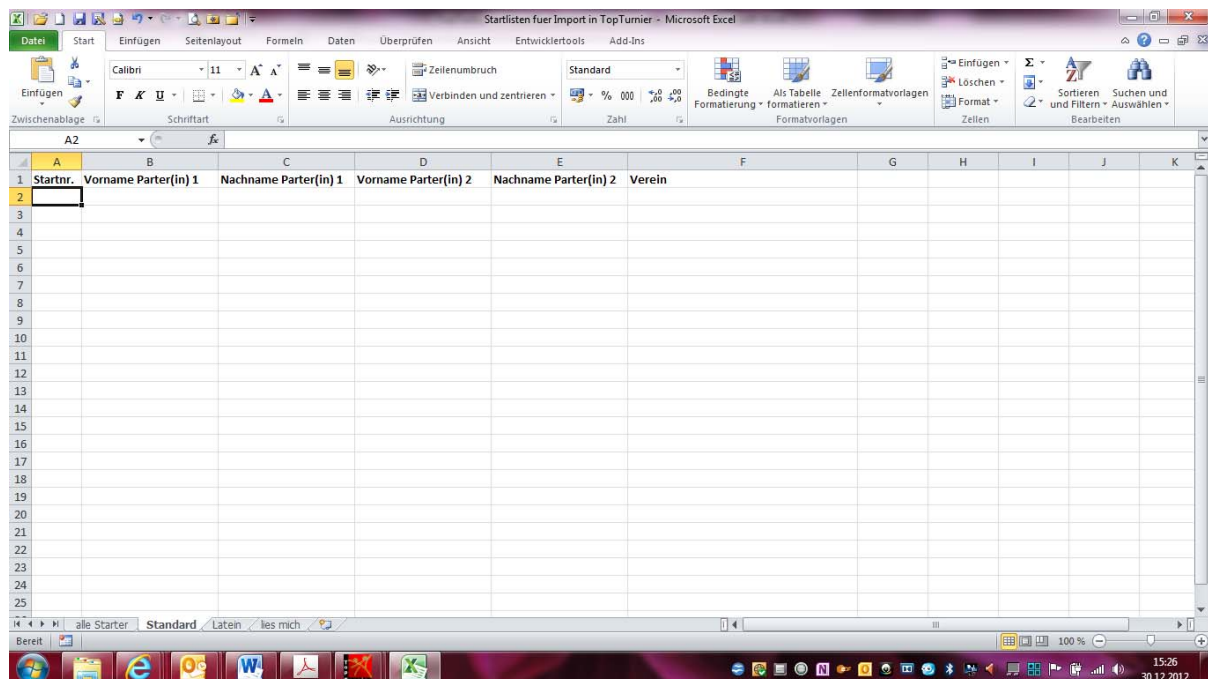 Startlisten fuer Import in TopTurnier - Microsoft Excel
Datei Start Einfügen Seitenlayout Formeln Daten Überprüfen Ansicht Entwicklertools Add-Ins
Calibri 11 A A Zeilenumbruch Standard Einfügen Σ
Einfügen F K U A Verbinden und zentrieren % 000 ,00 ,0 Bedingte Formatierung Als Tabelle formatieren Zellenformatvorlagen Löschen Format Sortieren und Filtern Suchen und Auswählen
Zwischenablage Schriftart Ausrichtung Zahl Formatvorlagen Zellen Bearbeiten
A2 fx
A B C D E F G H I J K
1 Startnr. Vorname Parter(in) 1 Nachname Parter(in) 1 Vorname Parter(in) 2 Nachname Parter(in) 2 Verein
2
3
4
5
6
7
8
9
10
11
12
13
14
15
16
17
18
19
20
21
22
23
24
25
alle Starter Standard Latein lies mich
Bereit 100 %
15:26
30.12.2012